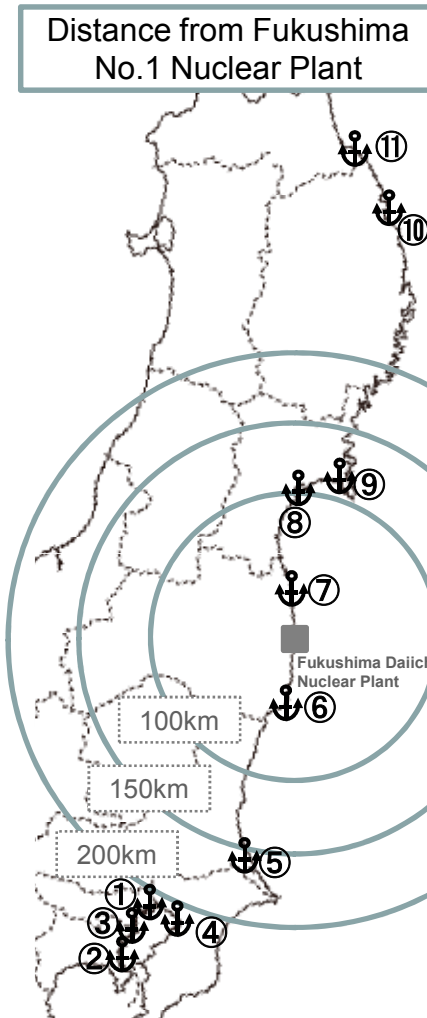 Distance from Fukushima
No.1 Nuclear Plant
⑪
⑩
⑨
⑧
⑦
Fukushima Daiich
Nuclear Plant
⑥
100km
150km
200km
⑤
①
③
④
②